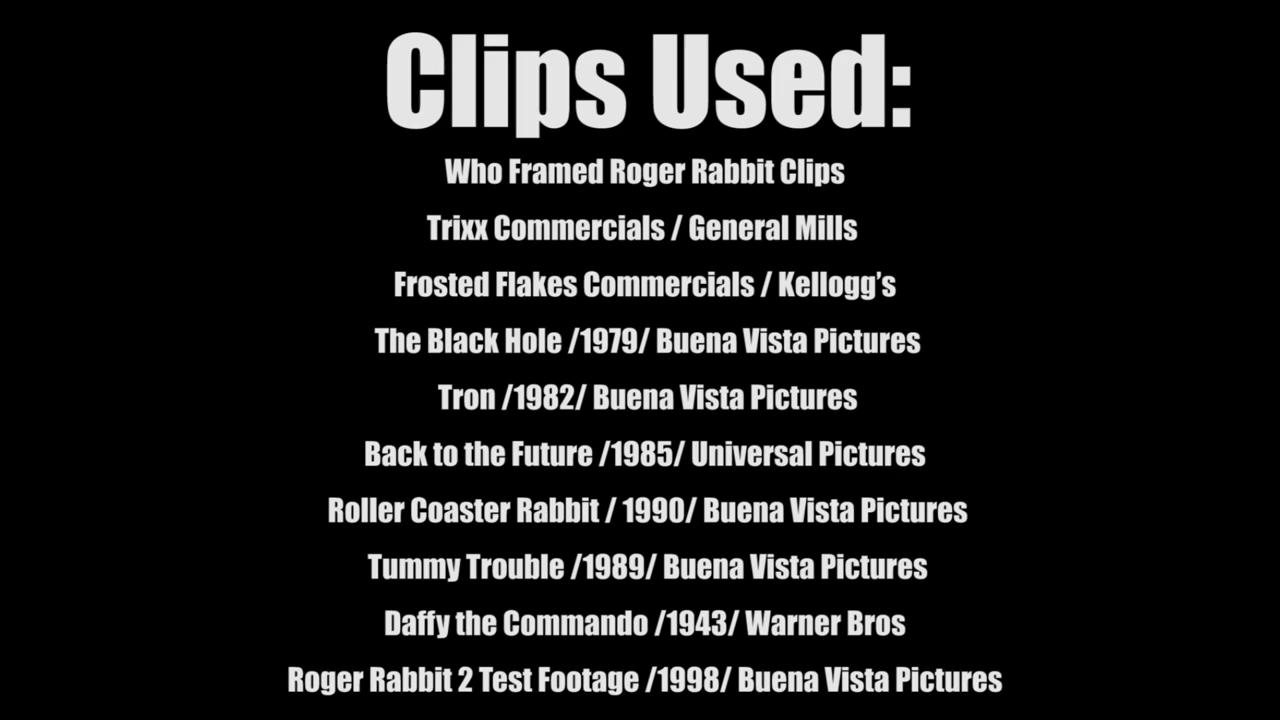 Clips Used:
Who Framed Roger Rabbit Clips
Trixx Commercials / General Mills
Frosted Flakes Commercials / Kellogg’s
The Black Hole /1979/ Buena Vista Pictures
Tron /1982/ Buena Vista Pictures
Back to the Future /1985/ Universal Pictures
Roller Coaster Rabbit / 1990/ Buena Vista Pictures
Tummy Trouble /1989/ Buena Vista Pictures
Daffy the Commando /1943/ Warner Bros
Roger Rabbit 2 Test Footage /1998/ Buena Vista Pictures